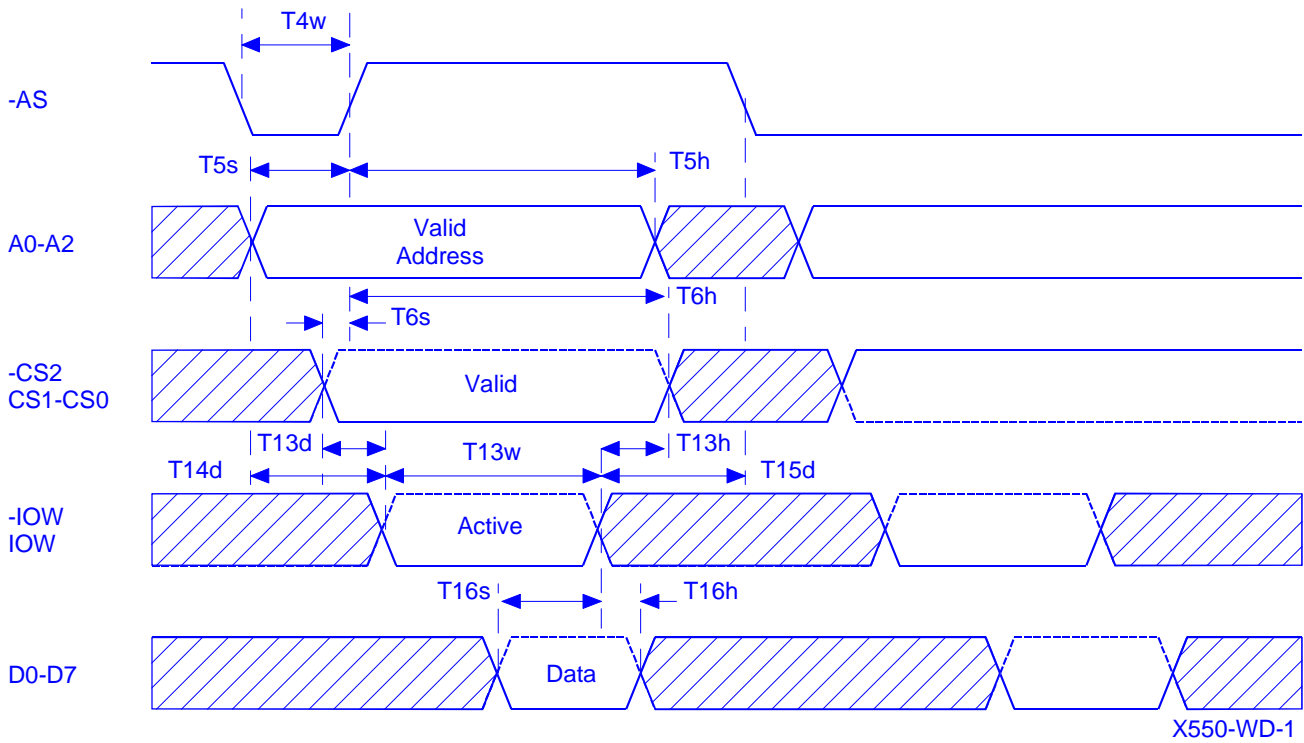 T4w
-AS
T5s
T5h
A0-A2
Valid
Address
T6h
T6s
-CS2
CS1-CS0
Valid
T13d
T13w
T13h
T14d
T15d
-IOW
IOW
Active
T16s
T16h
D0-D7
Data
X550-WD-1